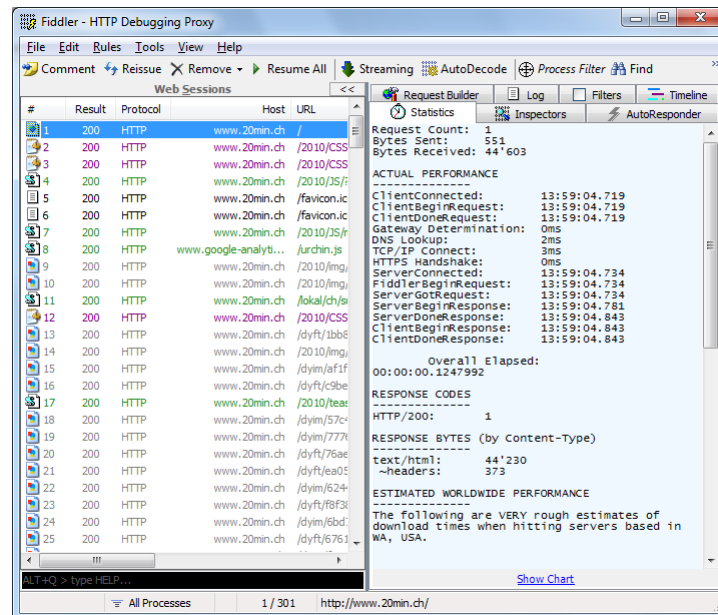 Fiddler - HTTP Debugging Proxy
File Edit Rules Tools View Help
Comment Reissue Remove Resume All Streaming AutoDecode Process Filter Find »
Web Sessions <<
# Result Protocol Host URL
1 200 HTTP www.20min.ch /
2 200 HTTP www.20min.ch /2010/CSS
3 200 HTTP www.20min.ch /2010/CSS
4 200 HTTP www.20min.ch /2010/JS/
5 200 HTTP www.20min.ch /favicon.ic
6 200 HTTP www.20min.ch /favicon.ic
7 200 HTTP www.20min.ch /2010/JS/
8 200 HTTP www.google-analyti... /urchin.js
9 200 HTTP www.20min.ch /2010/img/
10 200 HTTP www.20min.ch /2010/img/
11 200 HTTP www.20min.ch /lokal/ch/
12 200 HTTP www.20min.ch /2010/CSS
13 200 HTTP www.20min.ch /dyft/1bb8
14 200 HTTP www.20min.ch /2010/img/
15 200 HTTP www.20min.ch /dyim/af1f
16 200 HTTP www.20min.ch /dyft/c9be
17 200 HTTP www.20min.ch /2010/teas
18 200 HTTP www.20min.ch /dyim/57c
19 200 HTTP www.20min.ch /dyim/777
20 200 HTTP www.20min.ch /dyft/76ae
21 200 HTTP www.20min.ch /dyft/ea05
22 200 HTTP www.20min.ch /dyim/624
23 200 HTTP www.20min.ch /dyft/f8f3
24 200 HTTP www.20min.ch /dyim/6bd
25 200 HTTP www.20min.ch /dyft/6761
ALT+Q > type HELP...
Request Builder Log Filters Timeline
Statistics Inspectors AutoResponder
Request Count: 1
Bytes Sent: 551
Bytes Received: 44'603
ACTUAL PERFORMANCE
--------------
ClientConnected: 13:59:04.719
ClientBeginRequest: 13:59:04.719
ClientDoneRequest: 13:59:04.719
Gateway Determination: 0ms
DNS Lookup: 2ms
TCP/IP Connect: 3ms
HTTPS Handshake: 0ms
ServerConnected: 13:59:04.734
FiddlerBeginRequest: 13:59:04.734
ServerGotRequest: 13:59:04.734
ServerBeginResponse: 13:59:04.781
ServerDoneResponse: 13:59:04.843
ClientBeginResponse: 13:59:04.843
ClientDoneResponse: 13:59:04.843
Overall Elapsed:
00:00:00.1247992
RESPONSE CODES
--------------
HTTP/200: 1
RESPONSE BYTES (by Content-Type)
--------------
text/html: 44'230
~headers: 373
ESTIMATED WORLDWIDE PERFORMANCE
--------------
The following are VERY rough estimates of
download times when hitting servers based in
WA, USA.
Show Chart
All Processes 1 / 301 http://www.20min.ch/